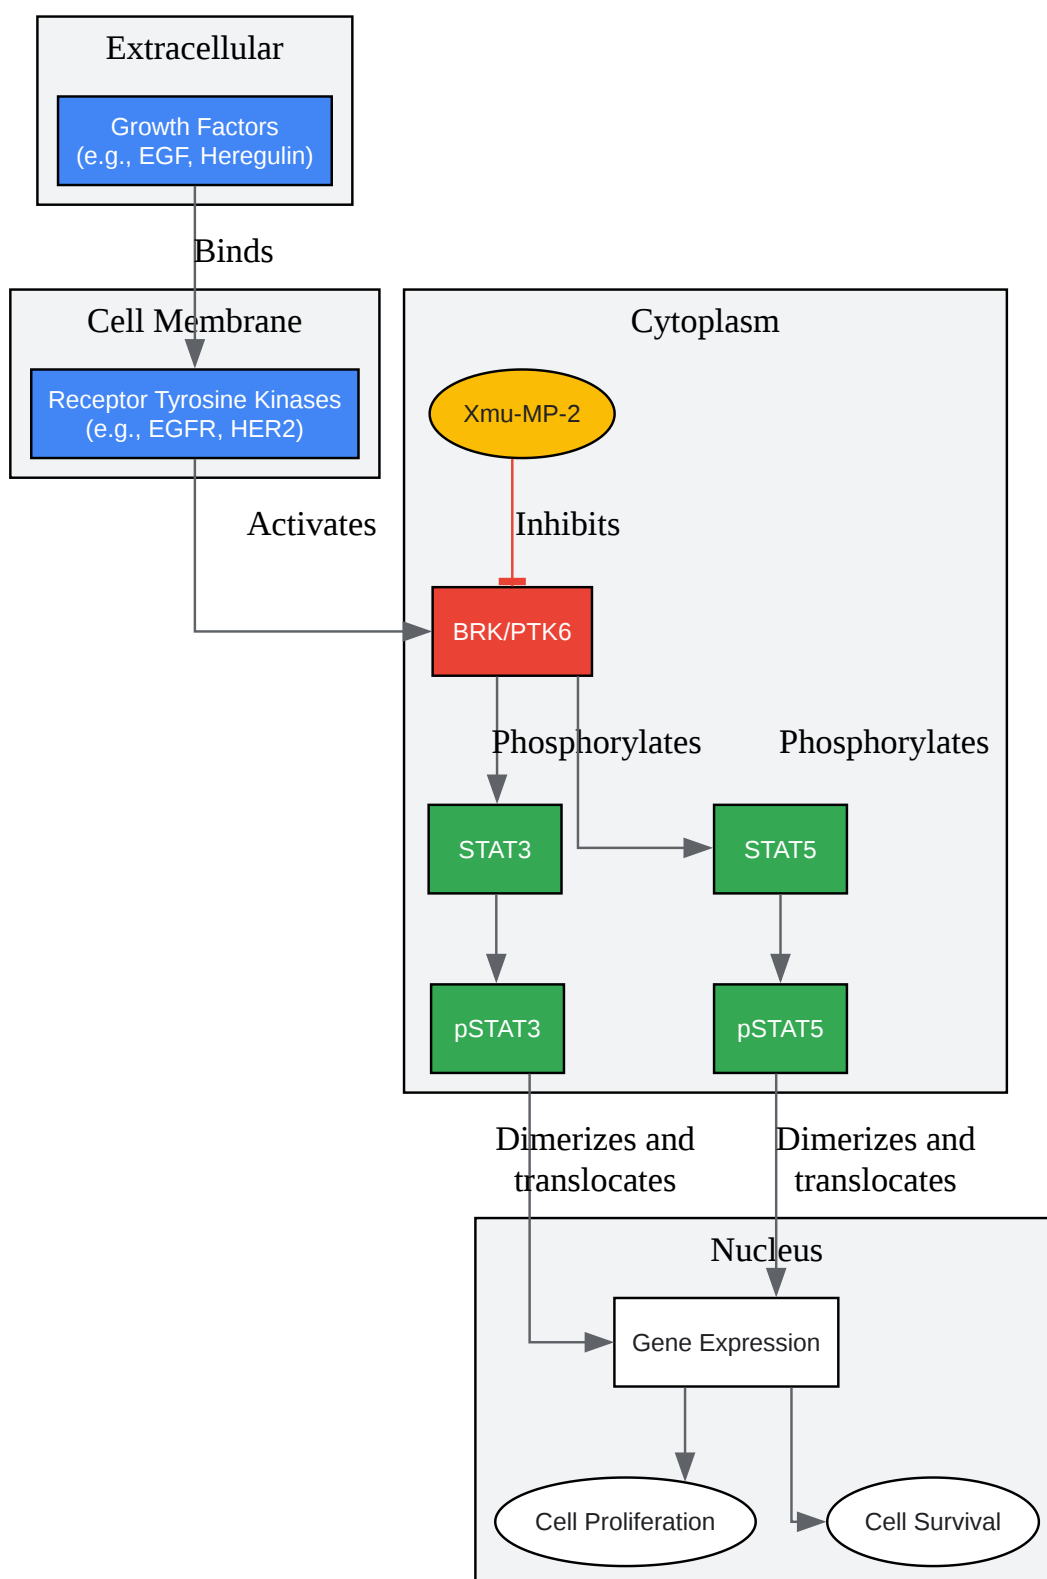 Extracellular
Growth Factors
(e.g., EGF, Heregulin)
Binds
Cell Membrane
Receptor Tyrosine Kinases
(e.g., EGFR, HER2)
Activates
Cytoplasm
Xmu-MP-2
Inhibits
BRK/PTK6
Phosphorylates
Phosphorylates
STAT3
STAT5
pSTAT3
pSTAT5
Dimerizes and
translocates
Dimerizes and
translocates
Nucleus
Gene Expression
Cell Proliferation
Cell Survival